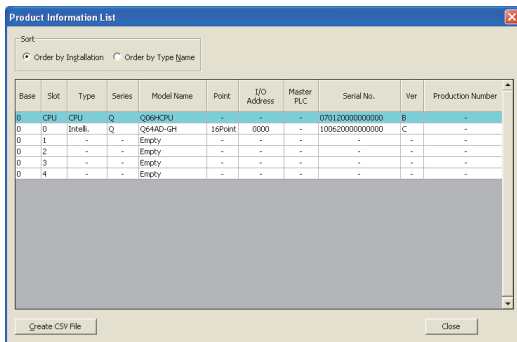 Product Information List
Sort
Order by Installation Order by Type Name
Base Slot Type Series Model Name Point I/O Address Master PLC Serial No. Ver Production Number
0 CPU CPU Q Q06HCPU - - - 070120000000000 B -
0 0 Intelli. Q Q64AD-GH 16Point 0000 - 100620000000000 C -
0 1 - - Empty - - - - - -
0 2 - - Empty - - - - - -
0 3 - - Empty - - - - - -
0 4 - - Empty - - - - - -
Create CSV File Close